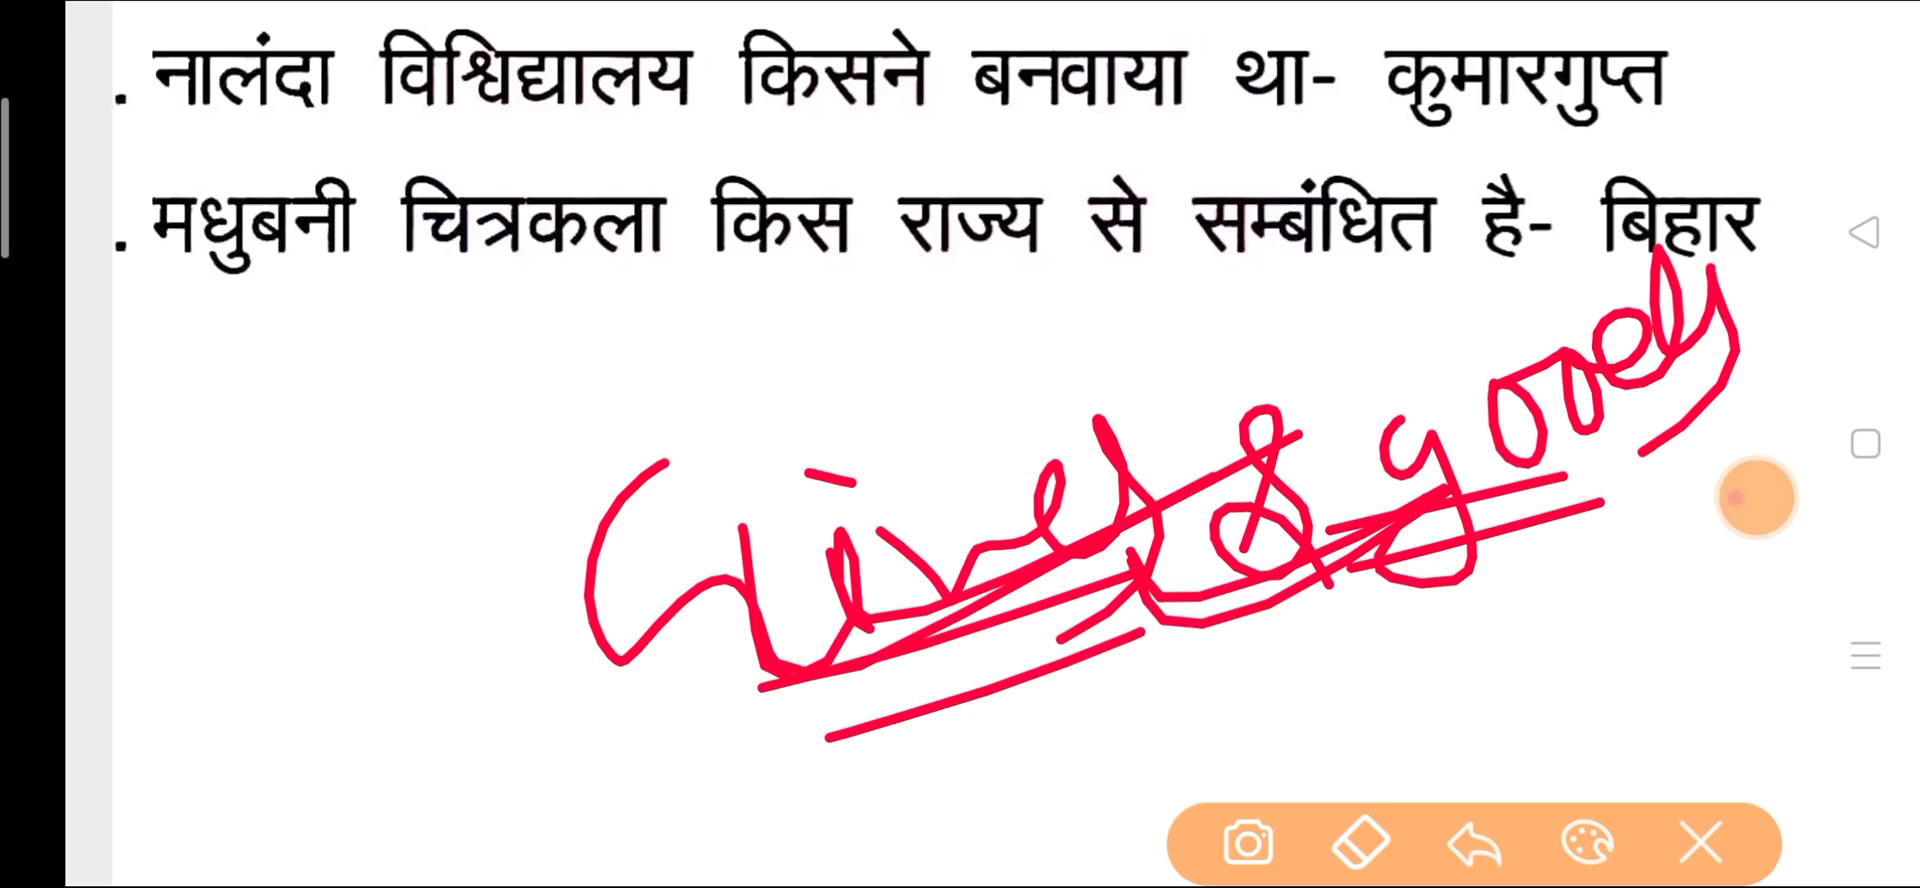 . नालंदा विश्विद्यालय किसने बनवाया था- कुमारगुप्त
. मधुबनी चित्रकला किस राज्य से सम्बंधित है- बिहार